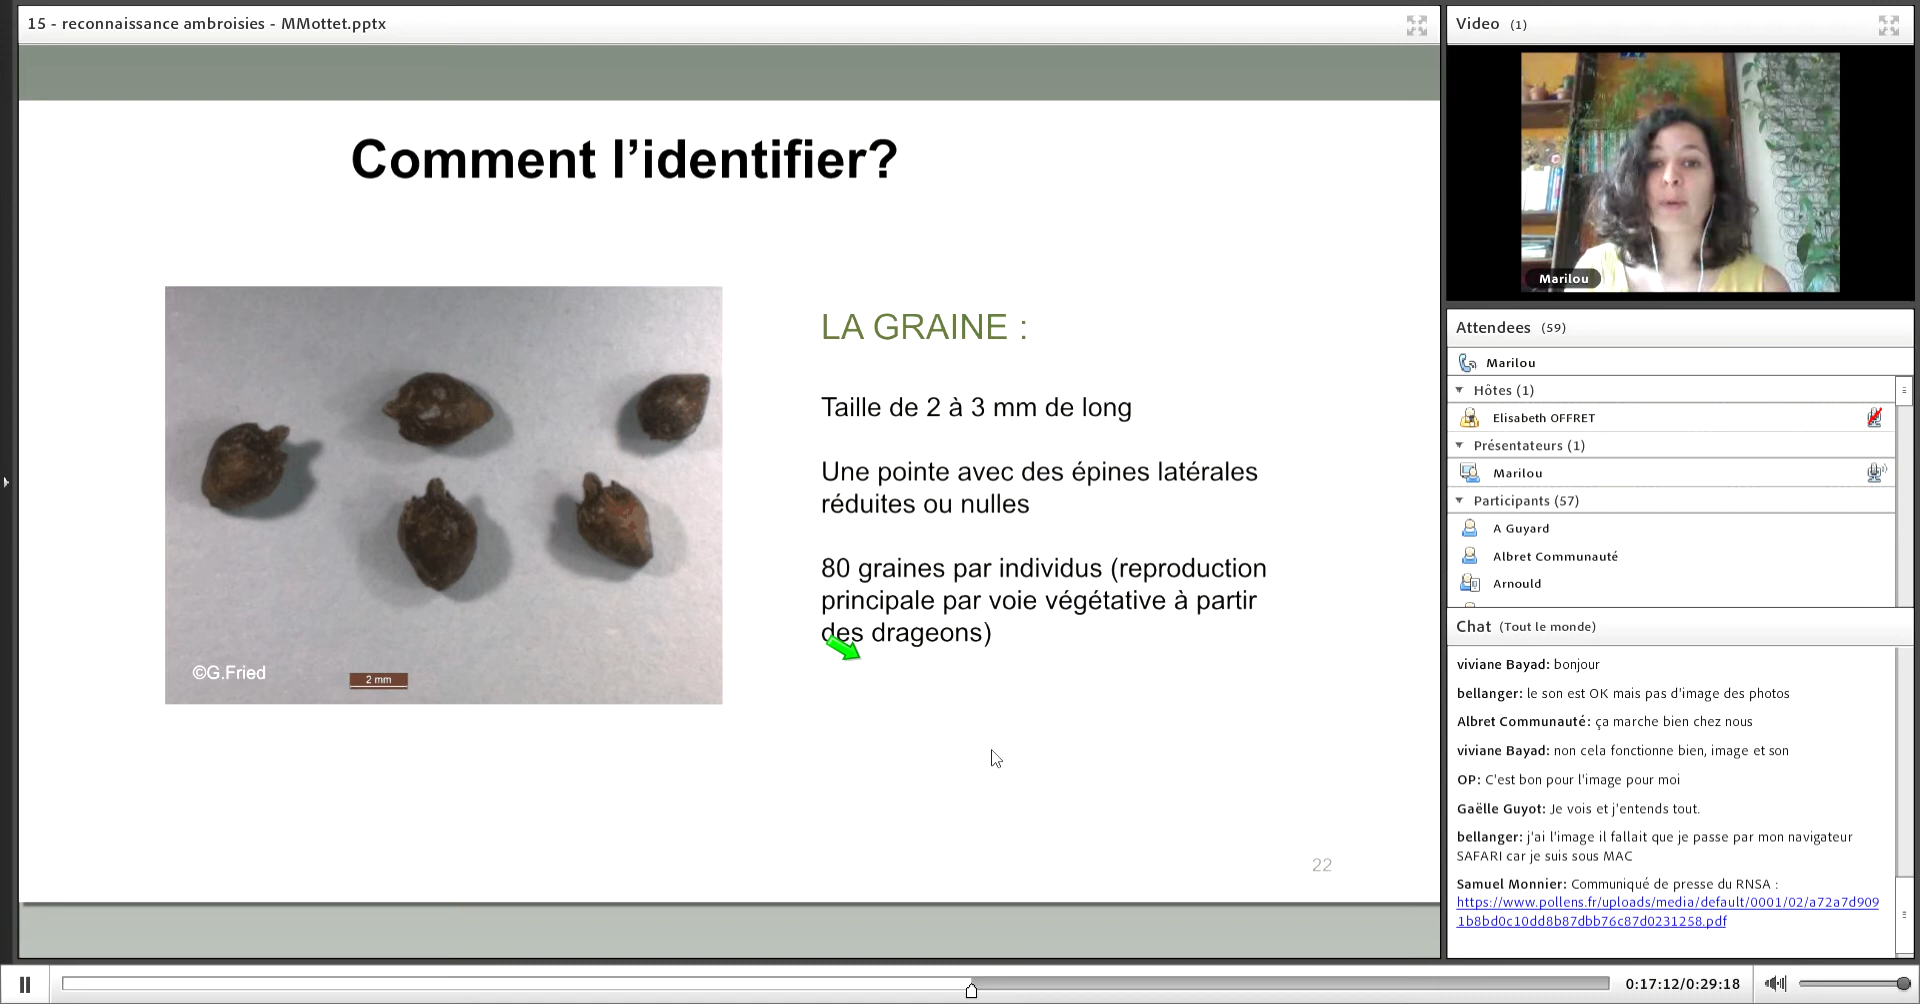 15 - reconnaissance ambroisies - MMottet.pptx
Comment l’identifier?
©G.Fried
2 mm
LA GRAINE :
Taille de 2 à 3 mm de long
Une pointe avec des épines latérales
réduites ou nulles
80 graines par individus (reproduction
principale par voie végétative à partir
des drageons)
22
Video (1)
Marilou
Attendees (59)
Marilou
Hôtes (1)
Elisabeth OFFRET
Présentateurs (1)
Marilou
Participants (57)
A Guyard
Albret Communauté
Arnould
Chat (Tout le monde)
viviane Bayad: bonjour
bellanger: le son est OK mais pas d'image des photos
Albret Communauté: ça marche bien chez nous
viviane Bayad: non cela fonctionne bien, image et son
OP: C'est bon pour l'image pour moi
Gaëlle Guyot: Je vois et j'entends tout.
bellanger: j'ai l'image il fallait que je passe par mon navigateur
SAFARI car je suis sous MAC
Samuel Monnier: Communiqué de presse du RNSA :
https://www.pollens.fr/uploads/media/default/0001/02/a72a7d909
1b8bd0c10dd8b87dbb76c87d0231258.pdf
0:17:12/0:29:18